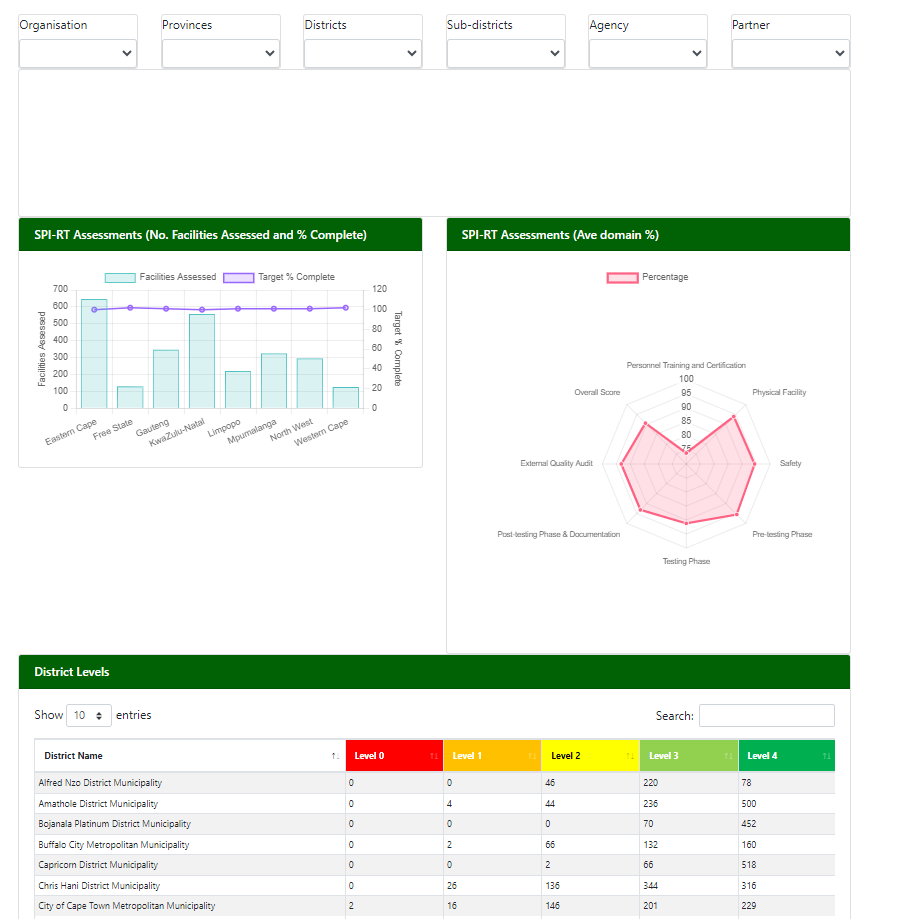 Organisation Provinces Districts Sub-districts Agency Partner
SPI-RT Assessments (No. Facilities Assessed and % Complete)
Facilities Assessed Target % Complete
700 120
600 100
500 80
400
300 60
200 40
100 20
0 0
Facilities Assessed
Target % Complete
Eastern Cape Free State Gauteng KwaZulu-Natal Limpopo Mpumalanga North West Western Cape
SPI-RT Assessments (Ave domain %)
Percentage
Personnel Training and Certification
100
Overall Score 95 Physical Facility
90
85
80
75
External Quality Audit Safety
Post-testing Phase & Documentation Pre-testing Phase
Testing Phase
District Levels
Show 10 entries Search:
District Name Level 0 Level 1 Level 2 Level 3 Level 4
Alfred Nzo District Municipality 0 0 46 220 78
Amathole District Municipality 0 4 44 236 500
Bojanala Platinum District Municipality 0 0 0 70 452
Buffalo City Metropolitan Municipality 0 2 66 132 160
Capricorn District Municipality 0 0 2 66 518
Chris Hani District Municipality 0 26 136 344 316
City of Cape Town Metropolitan Municipality 2 16 146 201 229